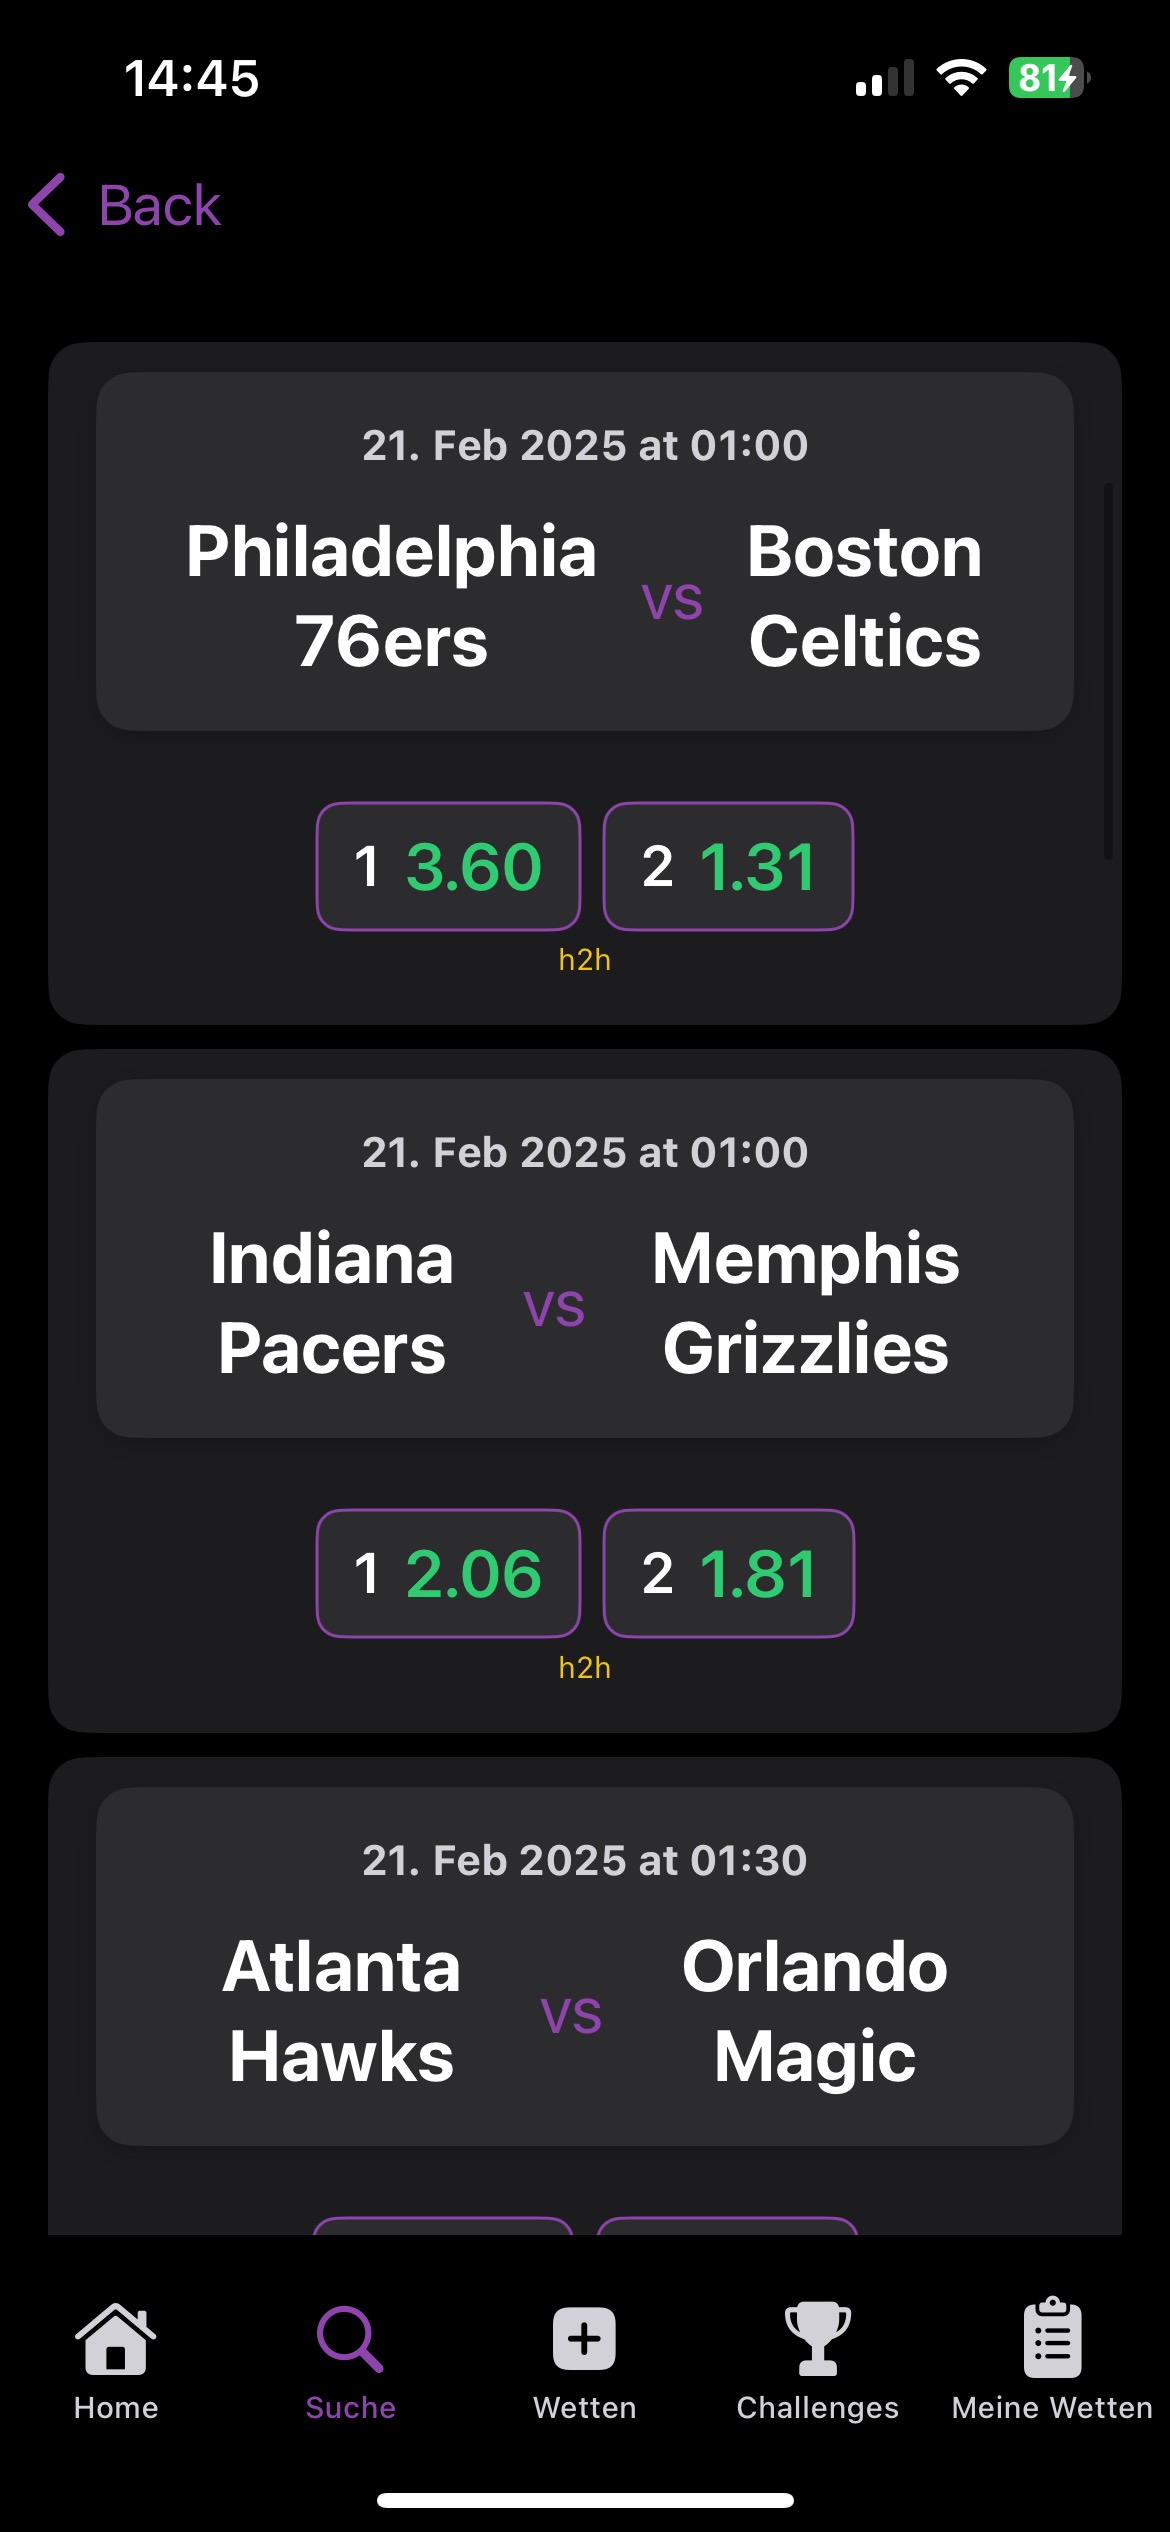 14:45
81
Back
21. Feb 2025 at 01:00
Philadelphia
76ers
vs
Boston
Celtics
1 3.60
2 1.31
h2h
21. Feb 2025 at 01:00
Indiana
Pacers
vs
Memphis
Grizzlies
1 2.06
2 1.81
h2h
21. Feb 2025 at 01:30
Atlanta
Hawks
vs
Orlando
Magic
Home
Suche
Wetten
Challenges
Meine Wetten